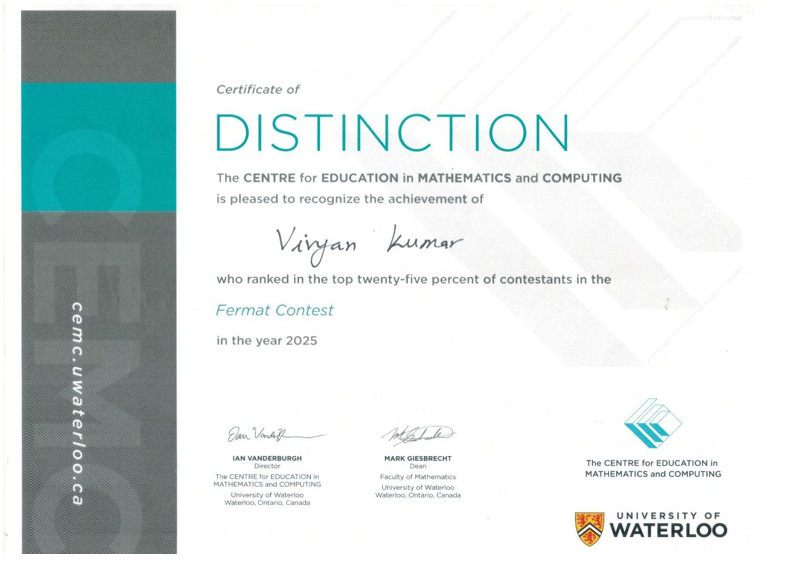 Certificate of
DISTINCTION
The CENTRE for EDUCATION in MATHEMATICS and COMPUTING
is pleased to recognize the achievement of
Vivyan Kumar
who ranked in the top twenty-five percent of contestants in the
Fermat Contest
in the year 2025
CEMC
cemc.uwaterloo.ca
IAN VANDERBURGH
Director
The CENTRE for EDUCATION in
MATHEMATICS and COMPUTING
University of Waterloo
Waterloo, Ontario, Canada
MARK GIESBRECHT
Dean
Faculty of Mathematics
University of Waterloo
Waterloo, Ontario, Canada
The CENTRE for EDUCATION in
MATHEMATICS and COMPUTING
UNIVERSITY OF
WATERLOO